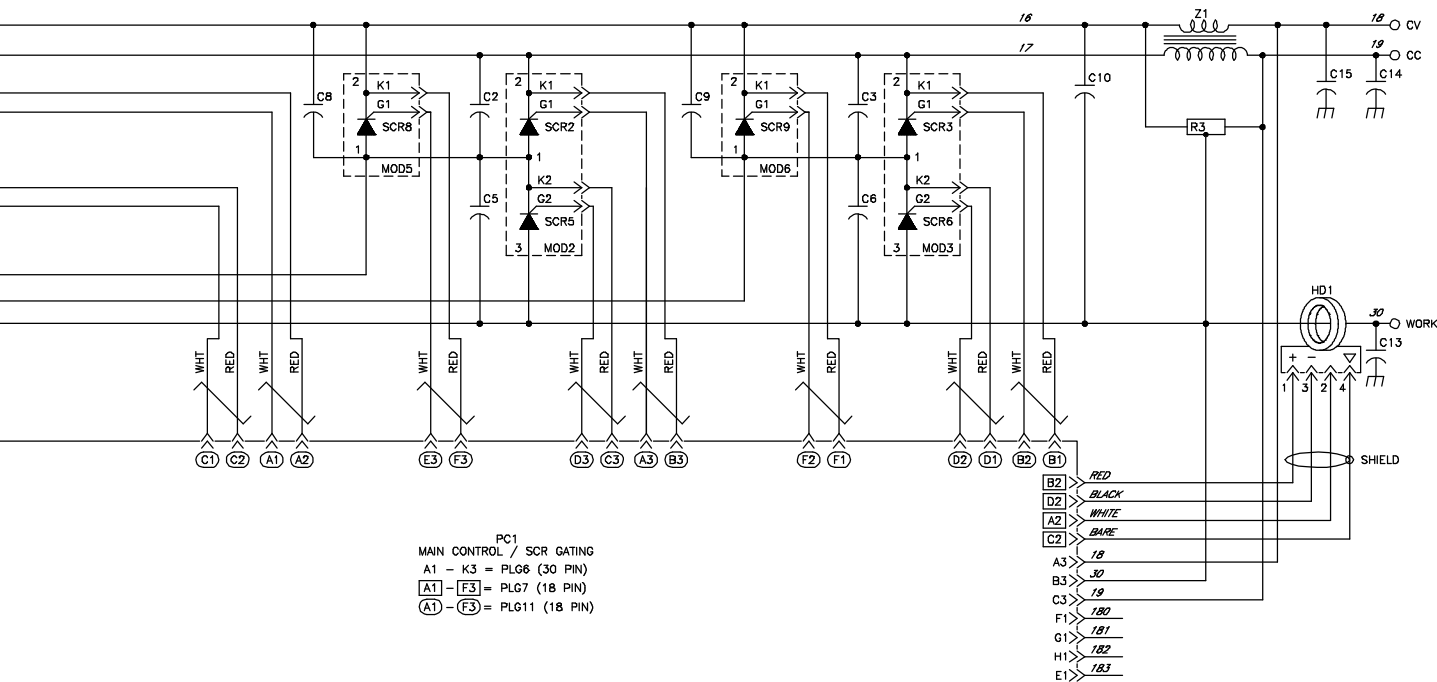 16 Z1 18 CV
17 19 CC
C8 2 K1 C2 2 K1 C9 2 K1 C3 2 K1 C10 C15 C14
G1 G1 G1 G1
SCR8 SCR2 SCR9 SCR3 R3
1 1 1 1
MOD5 MOD6
K2 K2
C5 G2 C6 G2
SCR5 SCR6
3 MOD2 3 MOD3
HD1
30 WORK
C13
+ −
1 3 2 4
WHT RED WHT RED WHT RED WHT RED WHT RED WHT RED WHT RED WHT RED
C1 C2 A1 A2 E3 F3 D3 C3 A3 B3 F2 F1 D2 D1 B2 B1
SHIELD
B2 RED
D2 BLACK
A2 WHITE
C2 BARE
A3 18
B3 30
C3 19
F1 180
G1 181
H1 182
E1 183
PC1
MAIN CONTROL / SCR GATING
A1 - K3 = PLG6 (30 PIN)
A1 - F3 = PLG7 (18 PIN)
A1 - F3 = PLG11 (18 PIN)